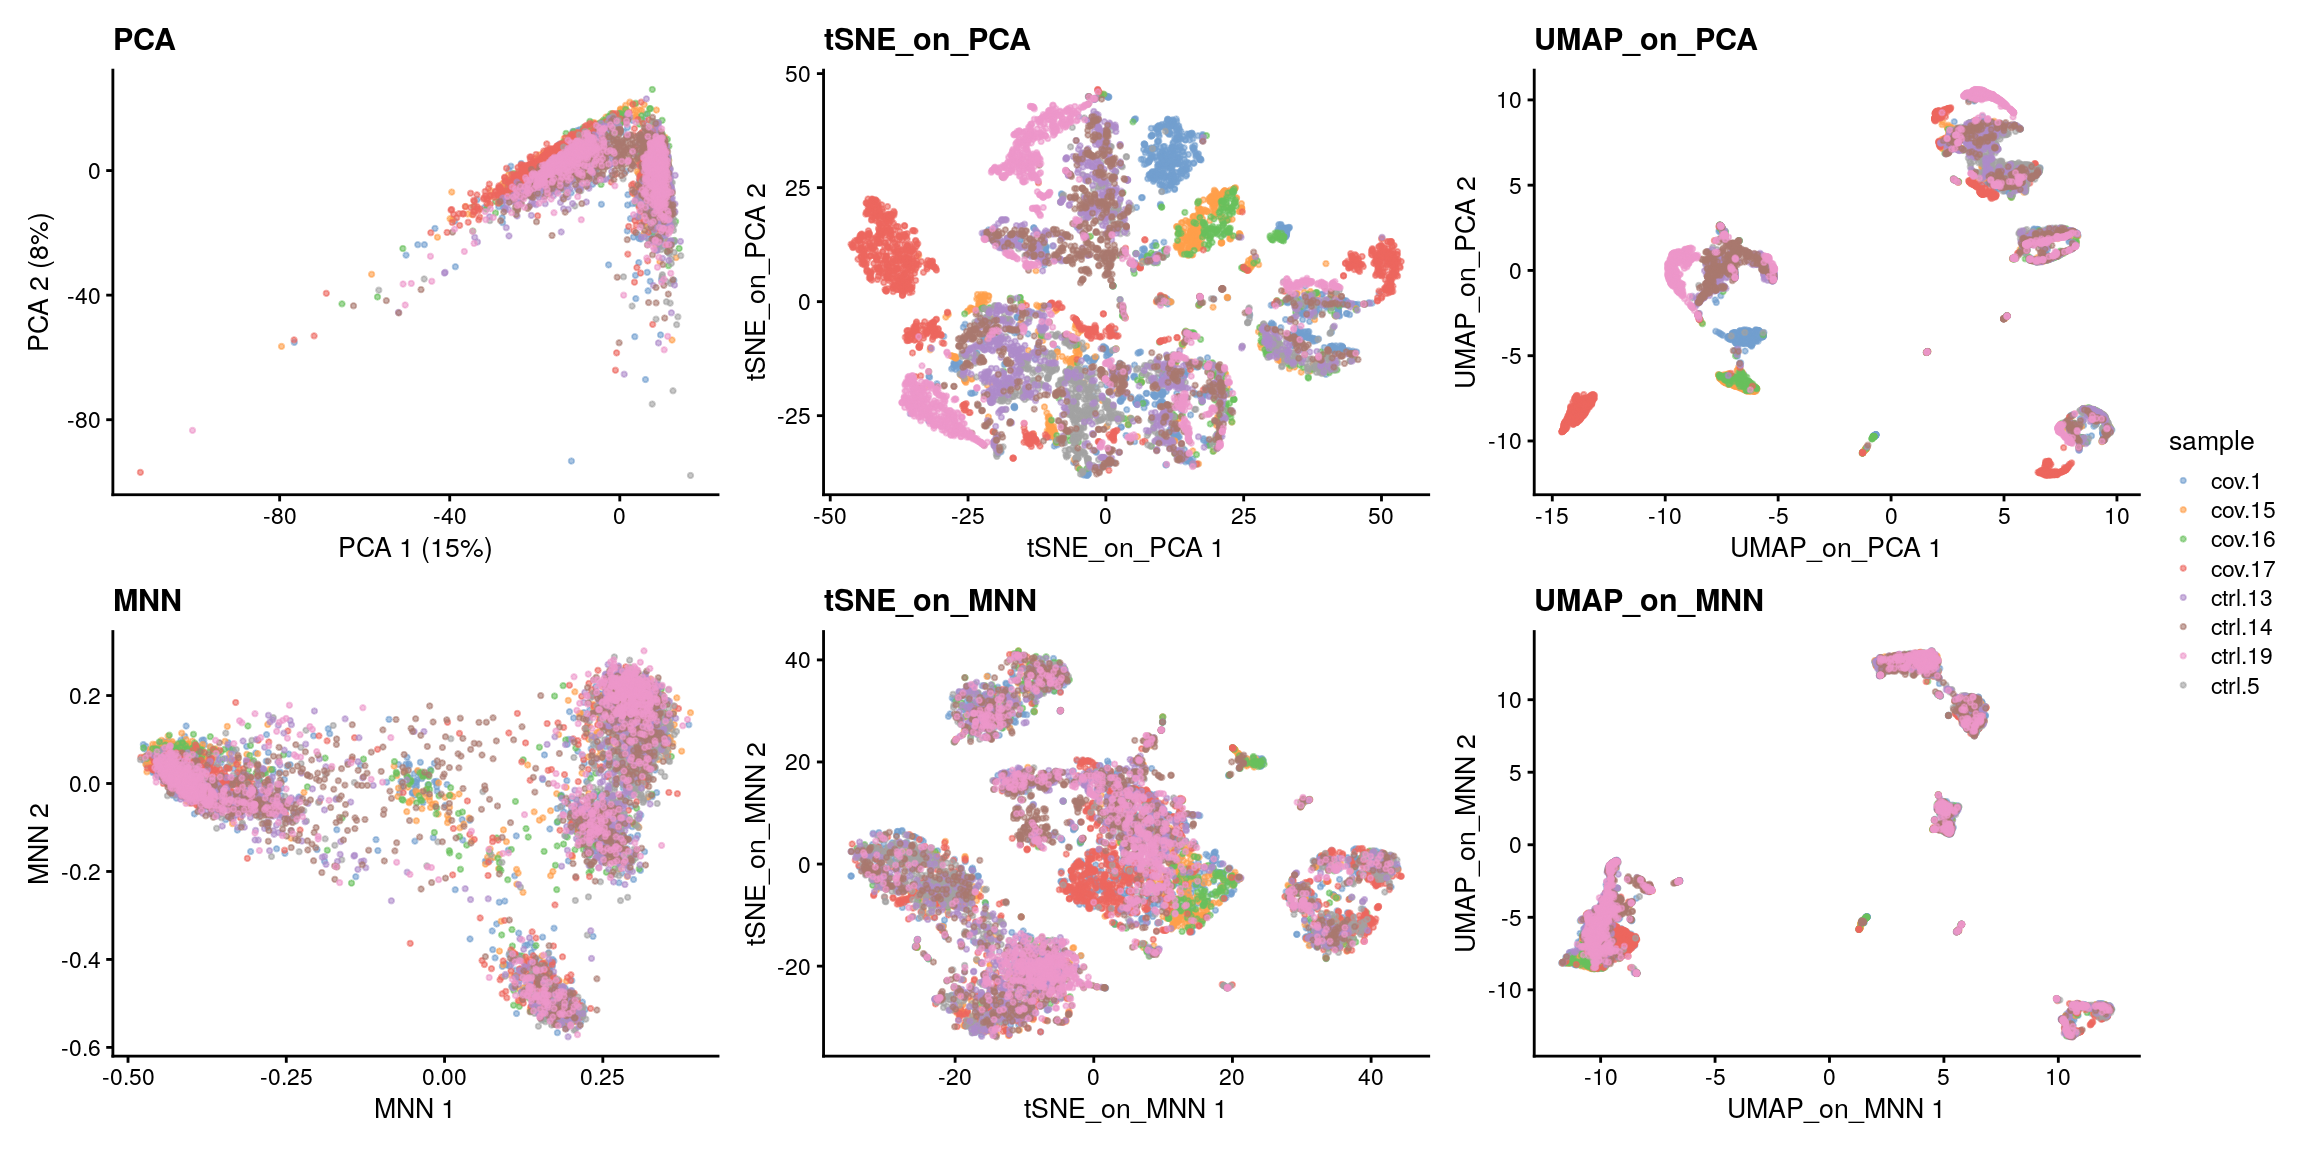 PCA
0
-40
-80
PCA 2 (8%)
-80
-40
0
PCA 1 (15%)
tSNE_on_PCA
50
25
0
-25
tSNE_on_PCA 2
-50
-25
0
25
50
tSNE_on_PCA 1
UMAP_on_PCA
10
5
0
-5
-10
UMAP_on_PCA 2
-15
-10
-5
0
5
10
UMAP_on_PCA 1
MNN
0.2
0.0
-0.2
-0.4
-0.6
MNN 2
-0.50
-0.25
0.00
0.25
MNN 1
tSNE_on_MNN
40
20
0
-20
tSNE_on_MNN 2
-20
0
20
40
tSNE_on_MNN 1
UMAP_on_MNN
10
5
0
-5
-10
UMAP_on_MNN 2
-10
-5
0
5
10
UMAP_on_MNN 1
sample
cov.1
cov.15
cov.16
cov.17
ctrl.13
ctrl.14
ctrl.19
ctrl.5